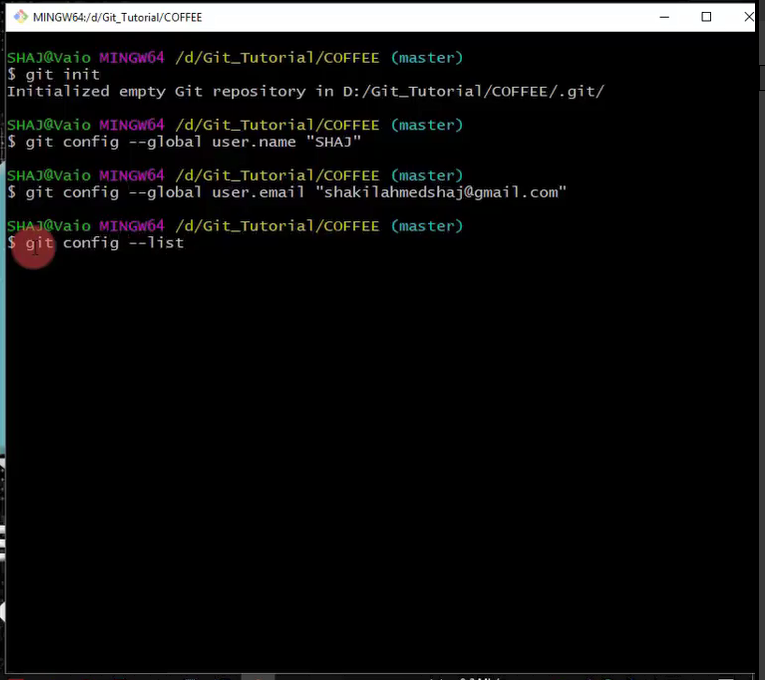 MINGW64:/d/Git_Tutorial/COFFEE
SHAJ@Vaio MINGW64 /d/Git_Tutorial/COFFEE (master)
$ git init
Initialized empty Git repository in D:/Git_Tutorial/COFFEE/.git/
SHAJ@Vaio MINGW64 /d/Git_Tutorial/COFFEE (master)
$ git config --global user.name "SHAJ"
SHAJ@Vaio MINGW64 /d/Git_Tutorial/COFFEE (master)
$ git config --global user.email "shakilahmedshaj@gmail.com"
SHAJ@Vaio MINGW64 /d/Git_Tutorial/COFFEE (master)
$ git config --list